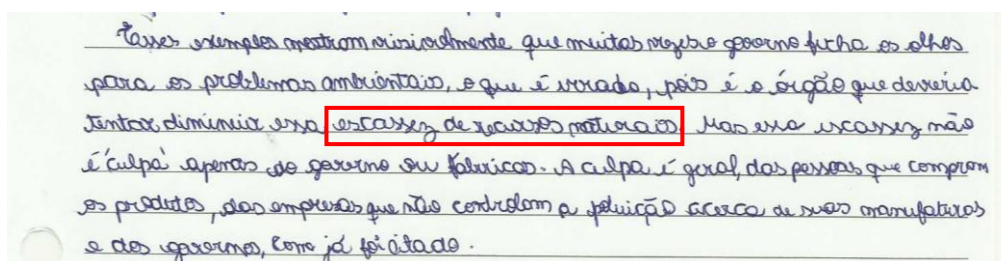 Esses exemplos mostram visivelmente que muitas vezes o governo fecha os olhos
para os problemas ambientais, o que é errado, pois é o órgão que deveria
tentar diminuir essa escassez de recursos naturais. Mas essa escassez não
é "culpa" apenas do governo ou fábricas. A culpa é geral, das pessoas que compram
os produtos, das empresas que não controlam a poluição acerca de suas manufaturas
e dos governos, como já foi citado.